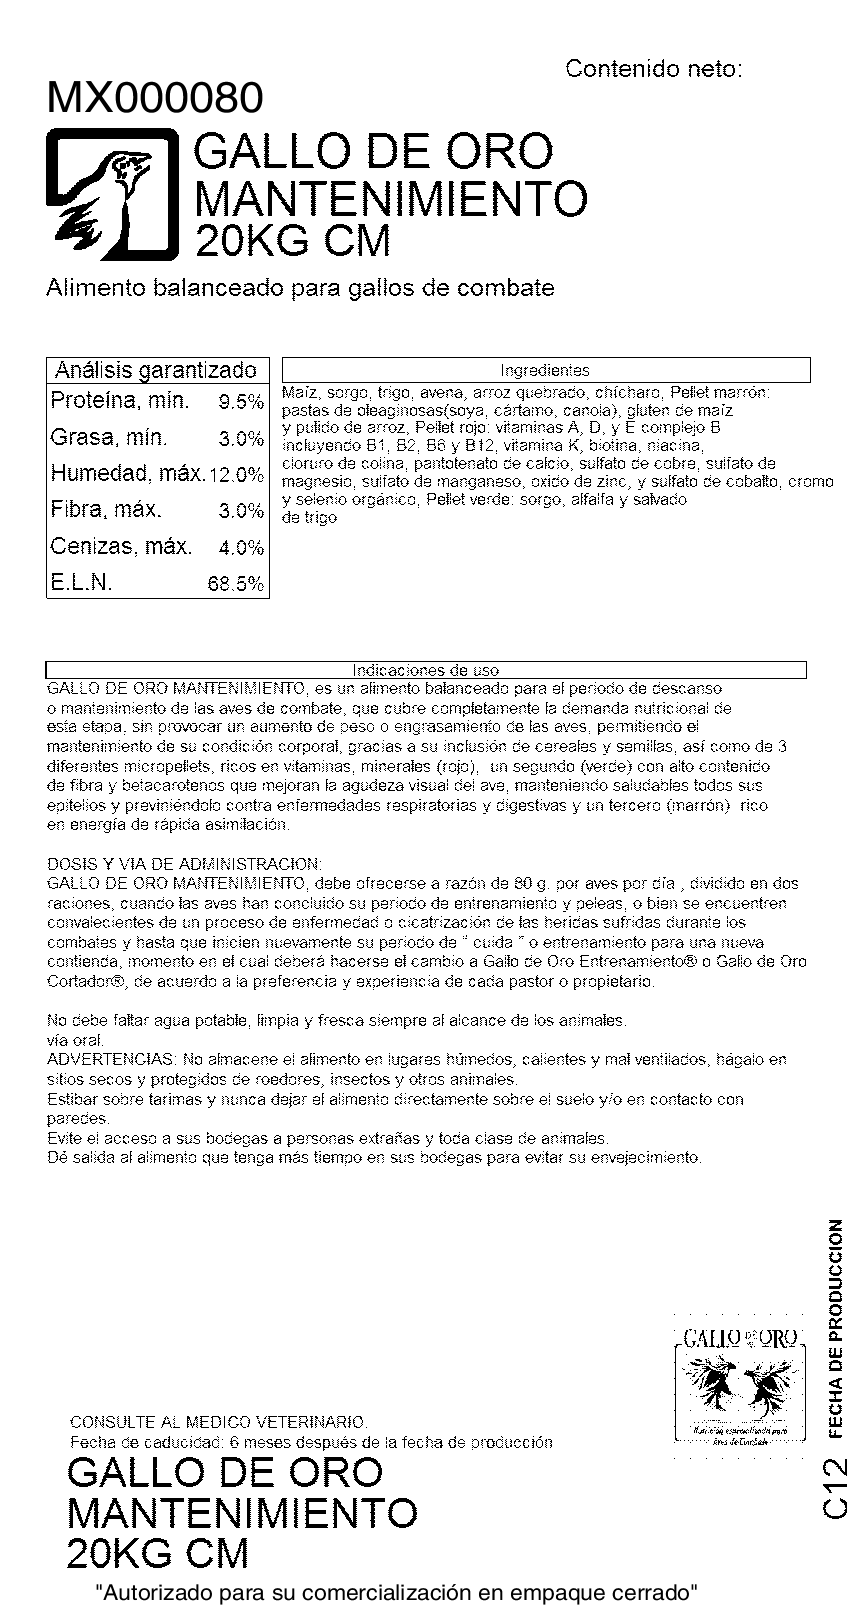 Contenido neto:
MX000080
GALLO DE ORO
MANTENIMIENTO
20KG CM
Alimento balanceado para gallos de combate
Análisis garantizado
Proteína, mín. 9.5%
Grasa, mín. 3.0%
Humedad, máx. 12.0%
Fibra, máx. 3.0%
Cenizas, máx. 4.0%
E.L.N. 68.5%
Ingredientes
Maíz, sorgo, trigo, avena, arroz quebrado, chícharo, Pellet marrón:
pastas de oleaginosas(soya, cártamo, canola), gluten de maíz
y pulido de arroz, Pellet rojo: vitaminas A, D, y E complejo B
incluyendo B1, B2, B6 y B12, vitamina K, biotina, niacina,
cloruro de colina, pantotenato de calcio, sulfato de cobre, sulfato de
magnesio, sulfato de manganeso, oxido de zinc, y sulfato de cobalto, cromo
y selenio orgánico, Pellet verde: sorgo, alfalfa y salvado
de trigo
Indicaciones de uso
GALLO DE ORO MANTENIMIENTO, es un alimento balanceado para el periodo de descanso
o mantenimiento de las aves de combate, que cubre completamente la demanda nutricional de
esta etapa, sin provocar un aumento de peso o engrasamiento de las aves, permitiendo el
mantenimiento de su condición corporal, gracias a su inclusión de cereales y semillas, así como de 3
diferentes micropellets, ricos en vitaminas, minerales (rojo), un segundo (verde) con alto contenido
de fibra y betacarotenos que mejoran la agudeza visual del ave, manteniendo saludables todos sus
epitelios y previniéndolo contra enfermedades respiratorias y digestivas y un tercero (marrón) rico
en energía de rápida asimilación.
DOSIS Y VIA DE ADMINISTRACION:
GALLO DE ORO MANTENIMIENTO, debe ofrecerse a razón de 80 g. por aves por día , dividido en dos
raciones, cuando las aves han concluido su periodo de entrenamiento y peleas, o bien se encuentren
convalecientes de un proceso de enfermedad o cicatrización de las heridas sufridas durante los
combates y hasta que inicien nuevamente su periodo de “ cuida ” o entrenamiento para una nueva
contienda, momento en el cual deberá hacerse el cambio a Gallo de Oro Entrenamiento® o Gallo de Oro
Cortador®, de acuerdo a la preferencia y experiencia de cada pastor o propietario.
No debe faltar agua potable, limpia y fresca siempre al alcance de los animales.
vía oral.
ADVERTENCIAS: No almacene el alimento en lugares húmedos, calientes y mal ventilados, hágalo en
sitios secos y protegidos de roedores, insectos y otros animales.
Estibar sobre tarimas y nunca dejar el alimento directamente sobre el suelo y/o en contacto con
paredes.
Evite el acceso a sus bodegas a personas extrañas y toda clase de animales.
Dé salida al alimento que tenga más tiempo en sus bodegas para evitar su envejecimiento.
FECHA DE PRODUCCION
C12
GALLO DE ORO
CONSULTE AL MEDICO VETERINARIO.
Fecha de caducidad: 6 meses después de la fecha de producción
GALLO DE ORO
MANTENIMIENTO
20KG CM
"Autorizado para su comercialización en empaque cerrado"